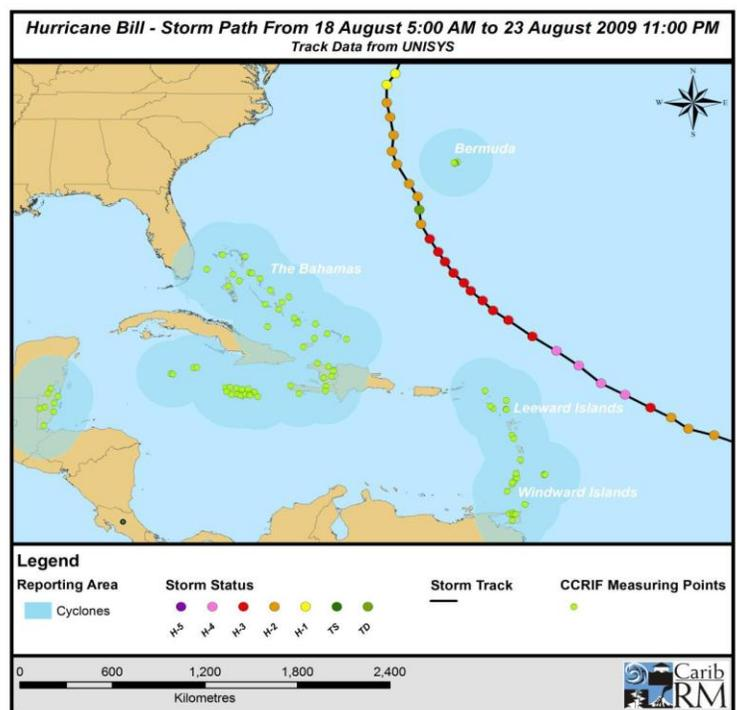 Hurricane Bill - Storm Path From 18 August 5:00 AM to 23 August 2009 11:00 PM
Track Data from UNISYS
N
W E
S
Bermuda
The Bahamas
Leeward Islands
Windward Islands
Legend
Reporting Area Storm Status Storm Track CCRIF Measuring Points
Cyclones
H-5 H-4 H-3 H-2 H-1 TS TD
0 600 1,200 1,800 2,400
Kilometres
Carib
RM